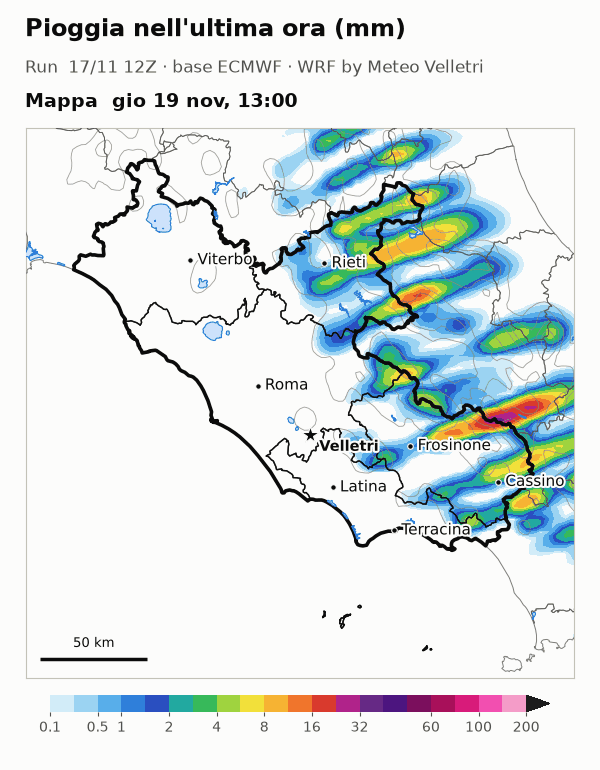 Pioggia nell'ultima ora (mm)
Run  17/11 12Z · base ECMWF · WRF by Meteo Velletri
Mappa  gio 19 nov, 13:00
Viterbo
Rieti
Roma
Velletri
Frosinone
Latina
Cassino
Terracina
50 km
0.1 0.5 1 2 4 8 16 32 60 100 200